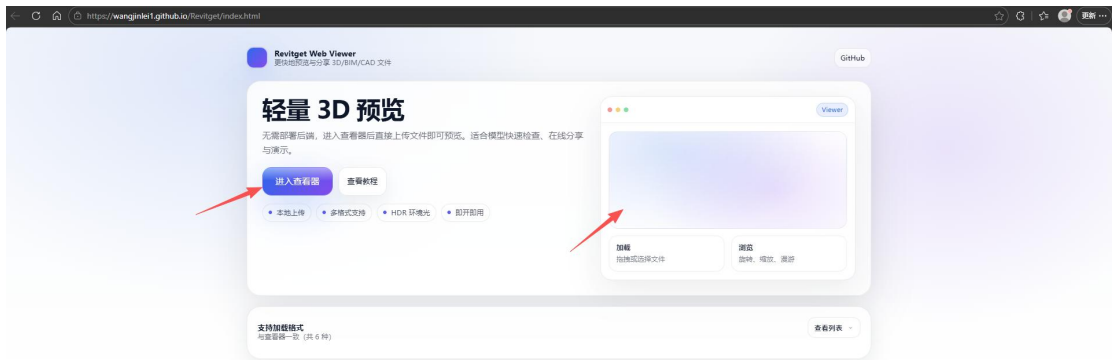 https://wangjinlei1.github.io/Revitget/index.html
更新
Revitget Web Viewer
更快地预览与分享 3D/BIM/CAD 文件
GitHub
轻量 3D 预览
无需部署后端，进入查看器后直接上传文件即可预览。适合模型快速检查、在线分享
与演示。
进入查看器
查看教程
本地上传
多格式支持
HDR 环境光
即开即用
Viewer
加载
拖拽或选择文件
浏览
旋转、缩放、漫游
支持加载格式
与查看器一致（共 6 种）
查看列表